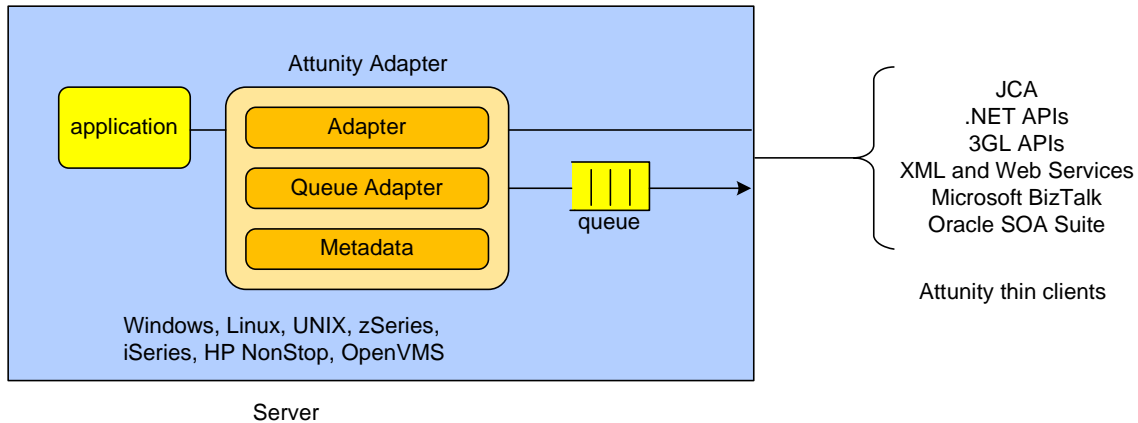 Attunity Adapter
application
Adapter
Queue Adapter
Metadata
queue
Windows, Linux, UNIX, zSeries,
iSeries, HP NonStop, OpenVMS
Server
JCA
.NET APIs
3GL APIs
XML and Web Services
Microsoft BizTalk
Oracle SOA Suite
Attunity thin clients